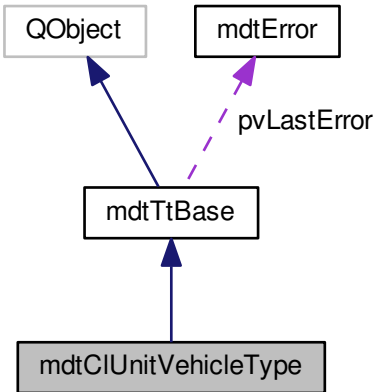 QObject
mdtError
pvLastError
mdtTtBase
mdtClUnitVehicleType